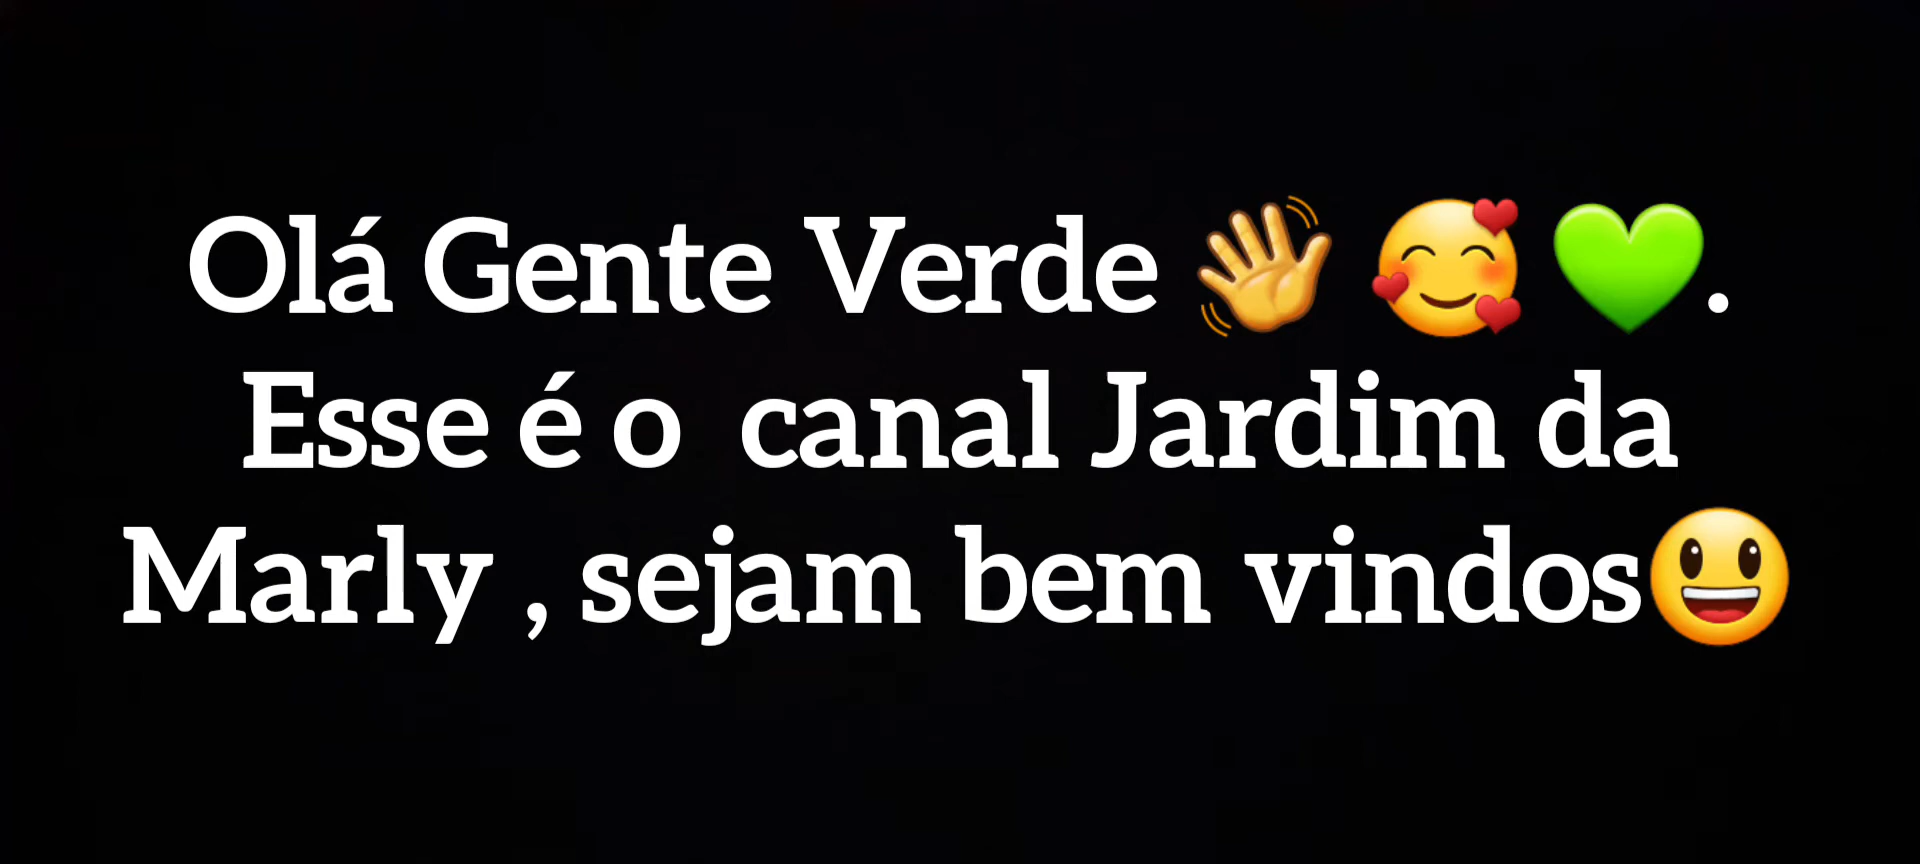 Olá Gente Verde 👋 🥰 💚.
Esse é o  canal Jardim da
Marly , sejam bem vindos😃